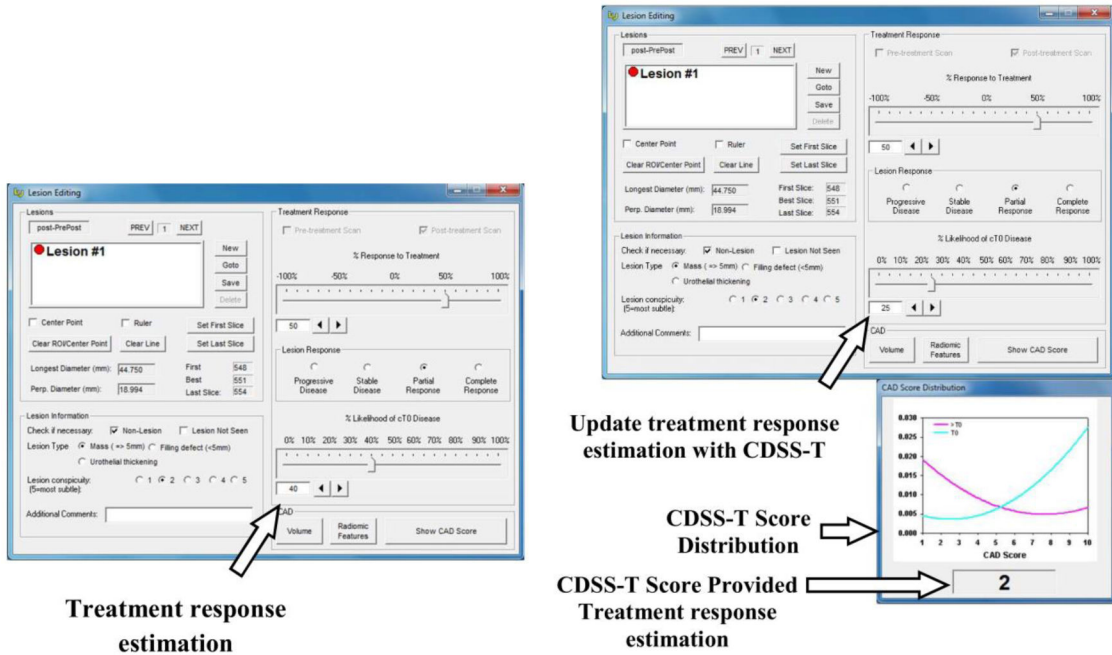 Lesion Editing
Lesions
post-PrePost PREV 1 NEXT
Lesion #1
New
Goto
Save
Delete
Center Point Ruler Set First Slice
Clear ROI/Center Point Clear Line Set Last Slice
Longest Diameter (mm): 44.750 First 548
Best 551
Perp. Diameter (mm): 18.994 Last Slice: 554
Lesion Information
Check if necessary: Non-Lesion Lesion Not Seen
Lesion Type Mass ( => 5mm) Filling defect (<5mm)
Urothelial thickening
Lesion conspicuity: 1 2 3 4 5
(5=most subtle):
Additional Comments:
Treatment Response
Pre-treatment Scan Post-treatment Scan
% Response to Treatment
-100% -50% 0% 50% 100%
50
Lesion Response
Progressive Disease
Stable Disease
Partial Response
Complete Response
% Likelihood of cT0 Disease
0% 10% 20% 30% 40% 50% 60% 70% 80% 90% 100%
40
CAD
Volume
Radiomic Features
Show CAD Score
Treatment response
estimation
Lesion Editing
Lesions
post-PrePost PREV 1 NEXT
Lesion #1
New
Goto
Save
Delete
Center Point Ruler Set First Slice
Clear ROI/Center Point Clear Line Set Last Slice
Longest Diameter (mm): 44.750 First Slice: 548
Best Slice: 551
Perp. Diameter (mm): 18.994 Last Slice: 554
Lesion Information
Check if necessary: Non-Lesion Lesion Not Seen
Lesion Type Mass ( => 5mm) Filling defect (<5mm)
Urothelial thickening
Lesion conspicuity: 1 2 3 4 5
(5=most subtle):
Additional Comments:
Treatment Response
Pre-treatment Scan Post-treatment Scan
% Response to Treatment
-100% -50% 0% 50% 100%
50
Lesion Response
Progressive Disease
Stable Disease
Partial Response
Complete Response
% Likelihood of cT0 Disease
0% 10% 20% 30% 40% 50% 60% 70% 80% 90% 100%
25
CAD
Volume
Radiomic Features
Show CAD Score
Update treatment response
estimation with CDSS-T
CAD Score Distribution
>T0
T0
0.030
0.025
0.020
0.015
0.010
0.005
0.000
1 2 3 4 5 6 7 8 9 10
CAD Score
2
CDSS-T Score
Distribution
CDSS-T Score Provided
Treatment response
estimation